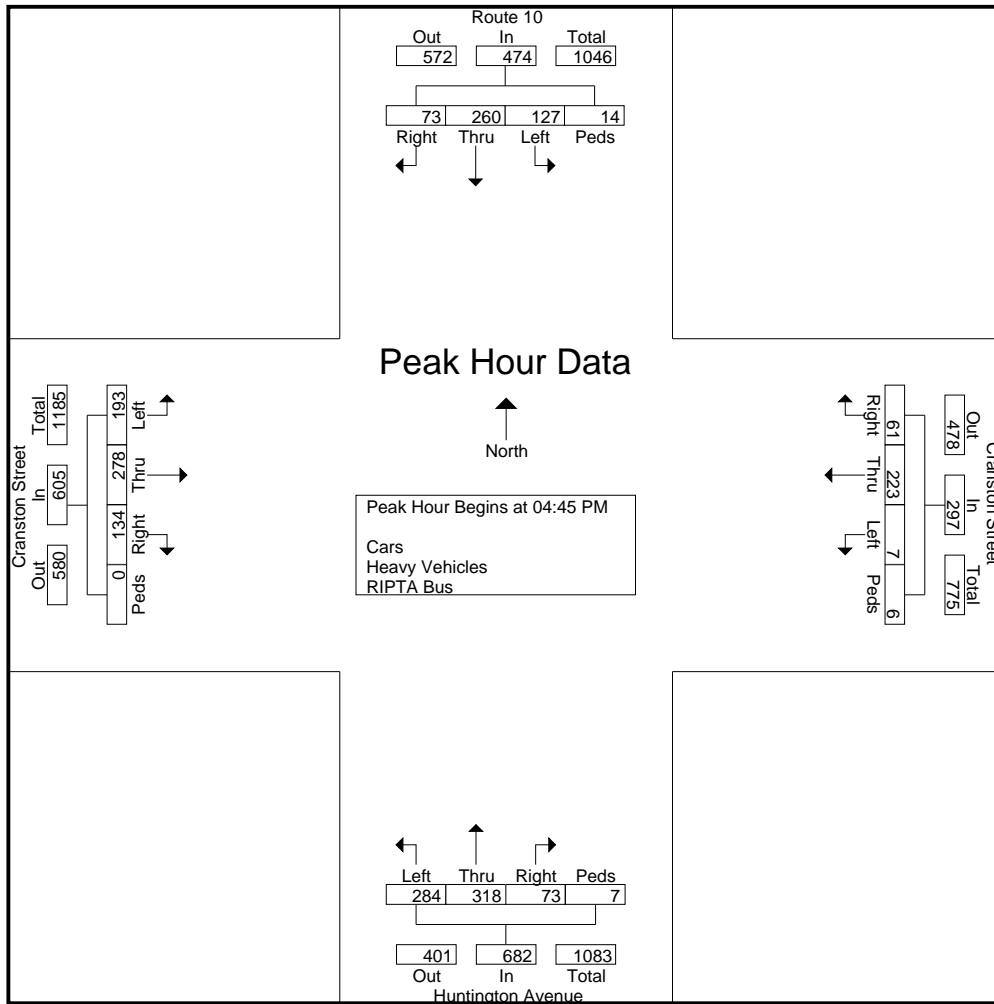 Route 10
Out In Total
572 474 1046
73 260 127 14
Right Thru Left Peds
Peak Hour Data
North
Peak Hour Begins at 04:45 PM
Cars
Heavy Vehicles
RIPTA Bus
Cranston Street
Out In Total
580 605 1185
Left Thru Right Peds
193 278 134 0
Cranston Street
Out In Total
478 297 775
61 223 7 6
Right Thru Left Peds
Left Thru Right Peds
284 318 73 7
401 682 1083
Out In Total
Huntington Avenue